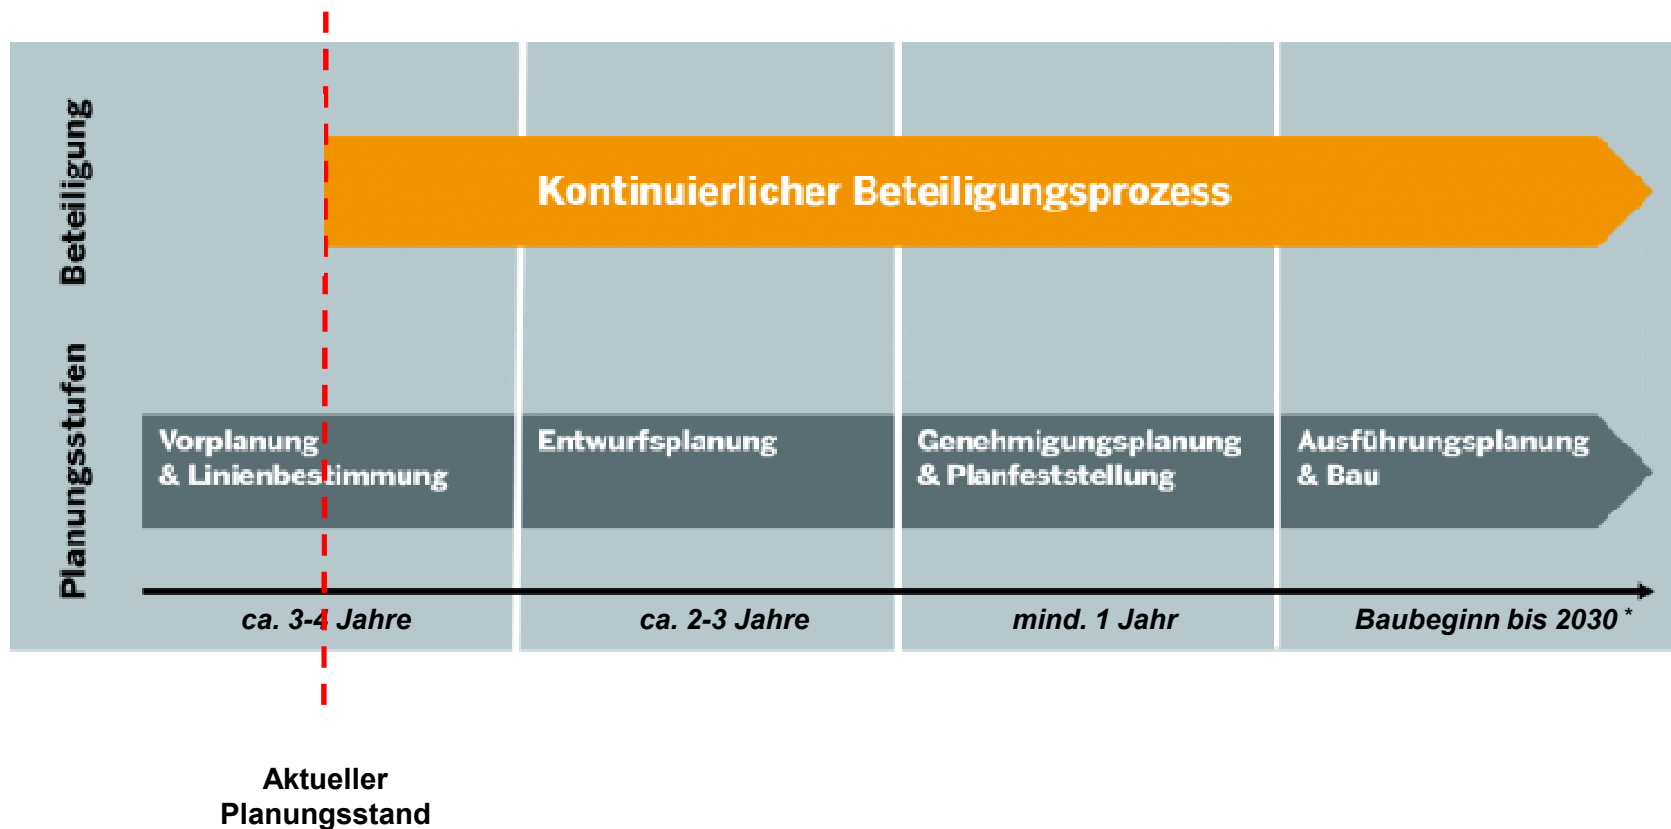 Beteiligung
Kontinuierlicher Beteiligungsprozess
Planungsstufen
Vorplanung
& Linienbestimmung
Entwurfsplanung
Genehmigungsplanung
& Planfeststellung
Ausführungsplanung
& Bau
ca. 3-4 Jahre
ca. 2-3 Jahre
mind. 1 Jahr
Baubeginn bis 2030 *
Aktueller
Planungsstand